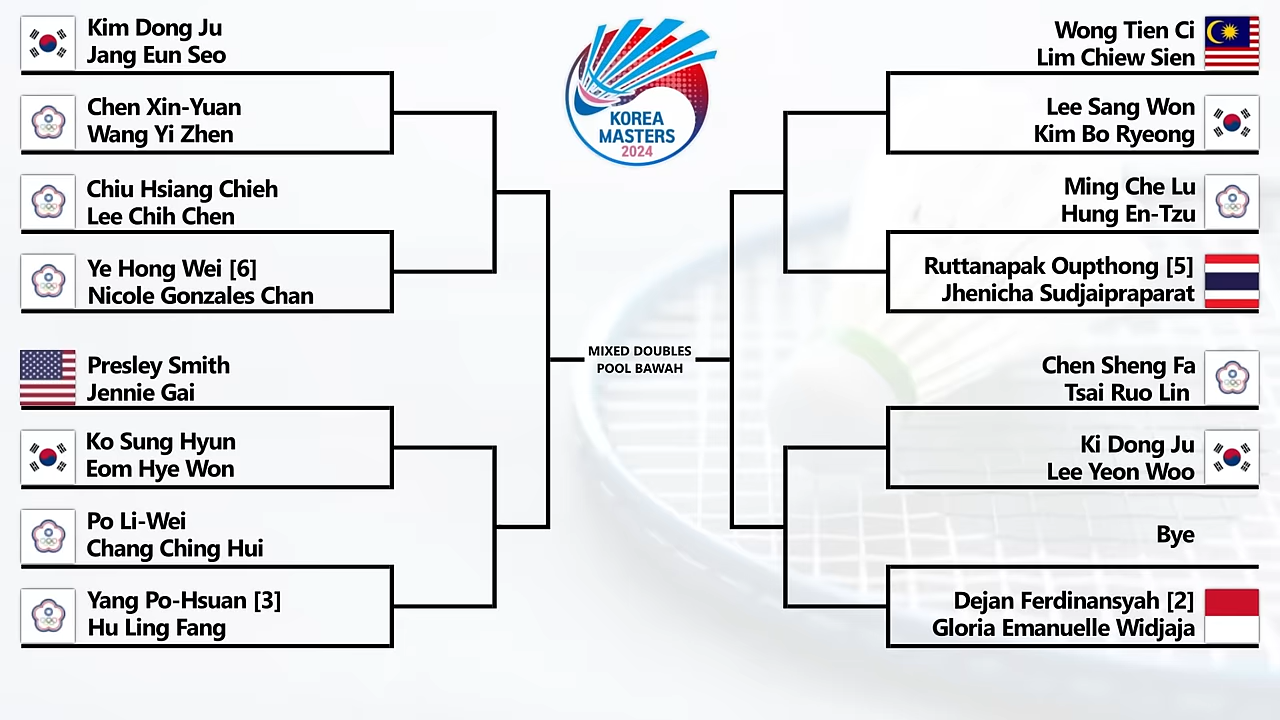 Kim Dong Ju
Jang Eun Seo
Chen Xin-Yuan
Wang Yi Zhen
Chiu Hsiang Chieh
Lee Chih Chen
Ye Hong Wei [6]
Nicole Gonzales Chan
Presley Smith
Jennie Gai
Ko Sung Hyun
Eom Hye Won
Po Li-Wei
Chang Ching Hui
Yang Po-Hsuan [3]
Hu Ling Fang
KOREA
MASTERS
2024
MIXED DOUBLES
POOL BAWAH
Wong Tien Ci
Lim Chiew Sien
Lee Sang Won
Kim Bo Ryeong
Ming Che Lu
Hung En-Tzu
Ruttanapak Oupthong [5]
Jhenicha Sudjaipraparat
Chen Sheng Fa
Tsai Ruo Lin
Ki Dong Ju
Lee Yeon Woo
Bye
Dejan Ferdinansyah [2]
Gloria Emanuelle Widjaja